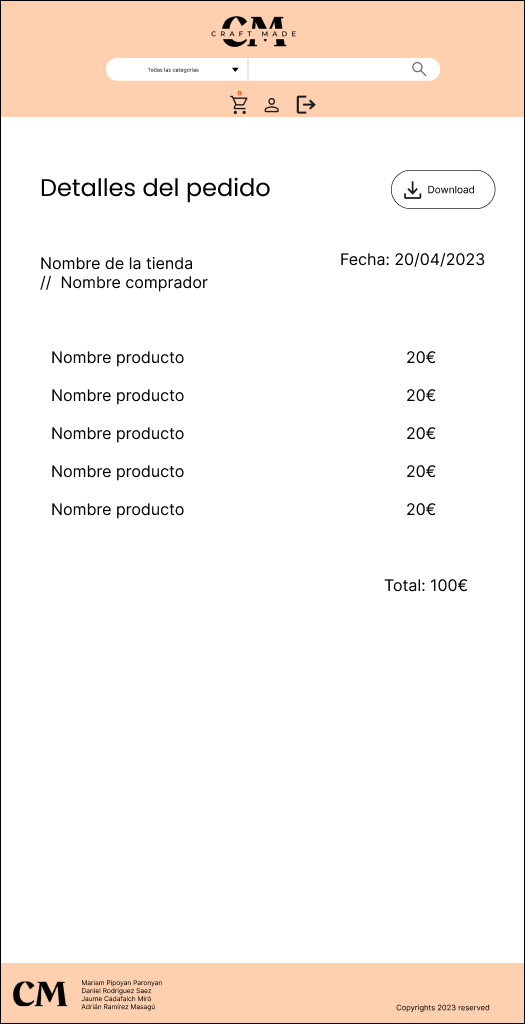 CM
CRAFT MADE
Todas las categorías
0
Detalles del pedido
Download
Nombre de la tienda
Fecha: 20/04/2023
// Nombre comprador
Nombre producto 20€
Nombre producto 20€
Nombre producto 20€
Nombre producto 20€
Nombre producto 20€
Total: 100€
CM
Mariam Pipoyan Paronyan
Daniel Rodriguez Saez
Jaume Cadafalch Miró
Adrián Ramírez Masagú
Copyrights 2023 reserved